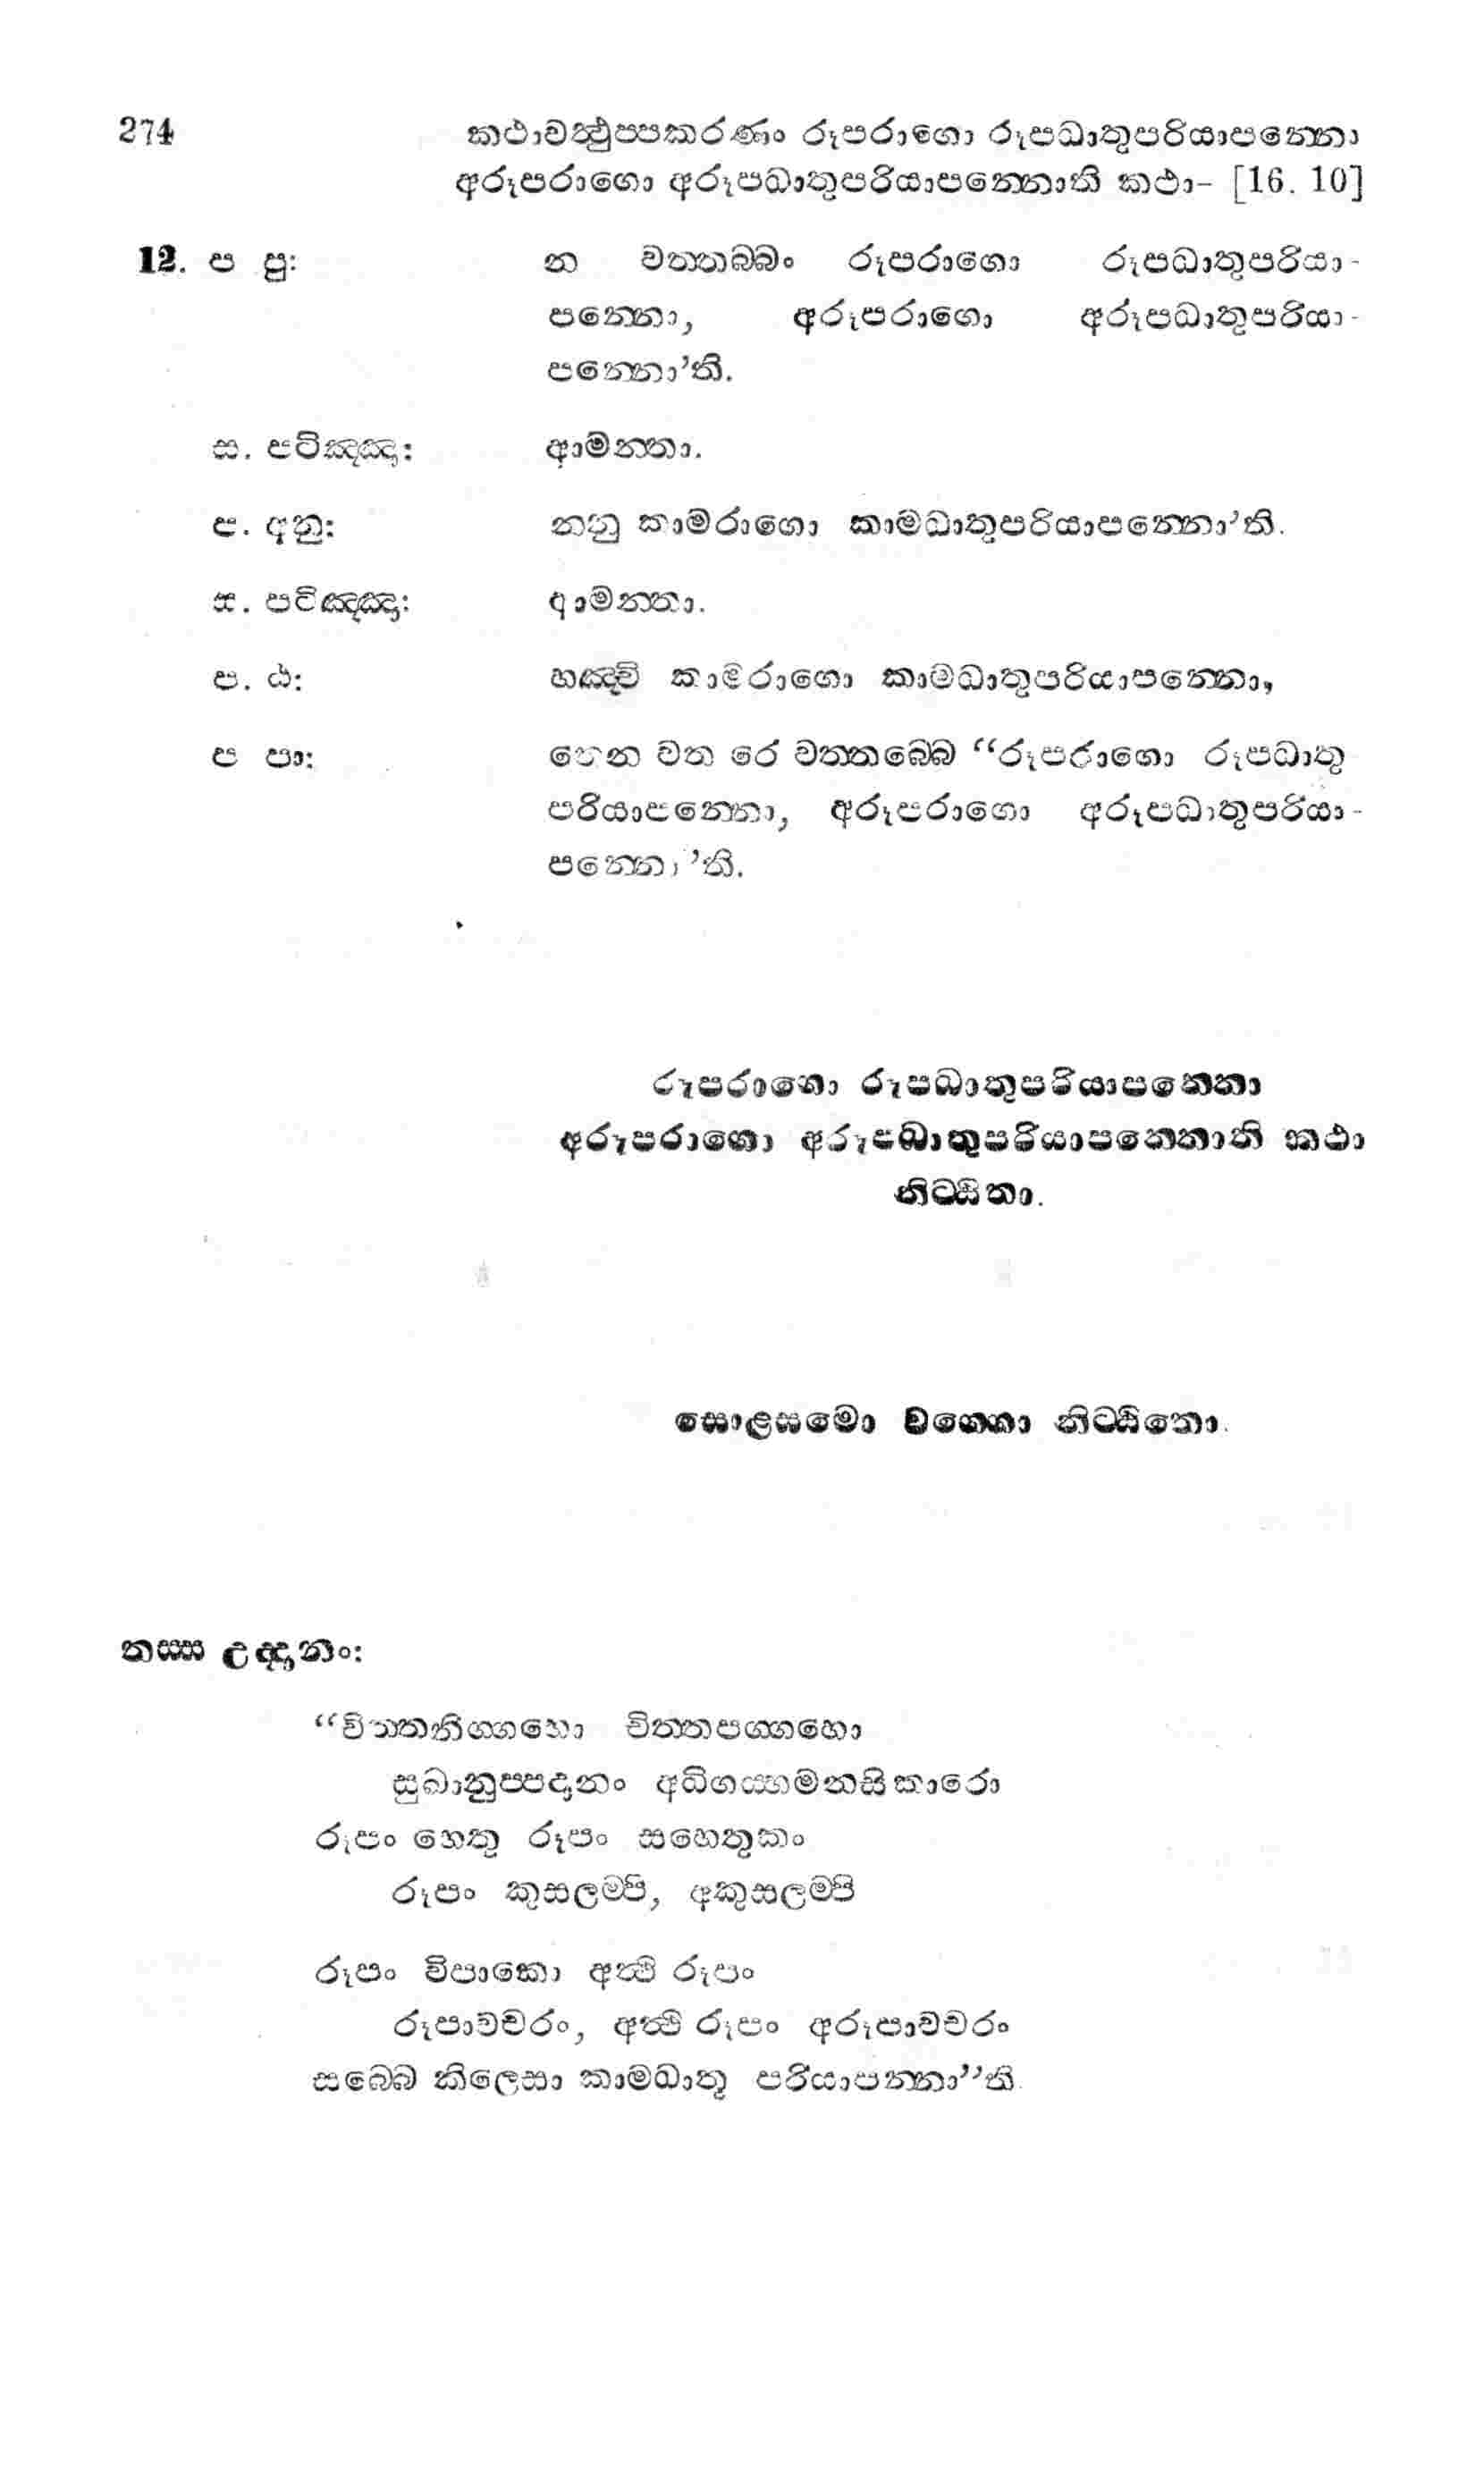 274 කථාවත්‍ථුප්පකරණං රූපරාගො රූපධාතුපරියාපන්නො
අරූපරාගො අරූපධාතුපරියාපන්නොති කථා- [16. 10]
12. ප පු: න වත්තබ්බං රූපරාගො රූපධාතුපරියා-
පන්නො, අරූපරාගො අරූපධාතුපරියා-
පන්නො’ති.
ස. පටිඤ්ඤා: ආමන්තා.
ප. අනු: නනු කාමරාගො කාමධාතුපරියාපන්නො’ති.
ස. පටිඤ්ඤා: ආමන්තා.
ප. ඨ: හඤ්චි කාමරාගො කාමධාතුපරියාපන්නො,
ප පා: තෙන වත රෙ වත්තබ්බෙ “රූපරාගො රූපධාතු
පරියාපන්නො, අරූපරාගො අරූපධාතුපරියා-
පන්නො’ති.
රූපරාගො රූපධාතුපරියාපන්නො
අරූපරාගො අරූපධාතුපරියාපන්නොති කථා
නිට්ඨිතා.
සොළසමො වග්ගො නිට්ඨිතො.
තස්ස උද්දානං:
“චිත්තනිග්ගහො චිත්තපග්ගහො
සුඛානුප්පදානං අධිගය්හමනසිකාරො
රූපං හෙතු රූපං සහෙතුකං
රූපං කුසලම්පි, අකුසලම්පි
රූපං විපාකො අත්‍ථි රූපං
රූපාවචරං, අත්‍ථි රූපං අරූපාවචරං
සබ්බෙ කිලෙසා කාමධාතු පරියාපන්නා”ති.